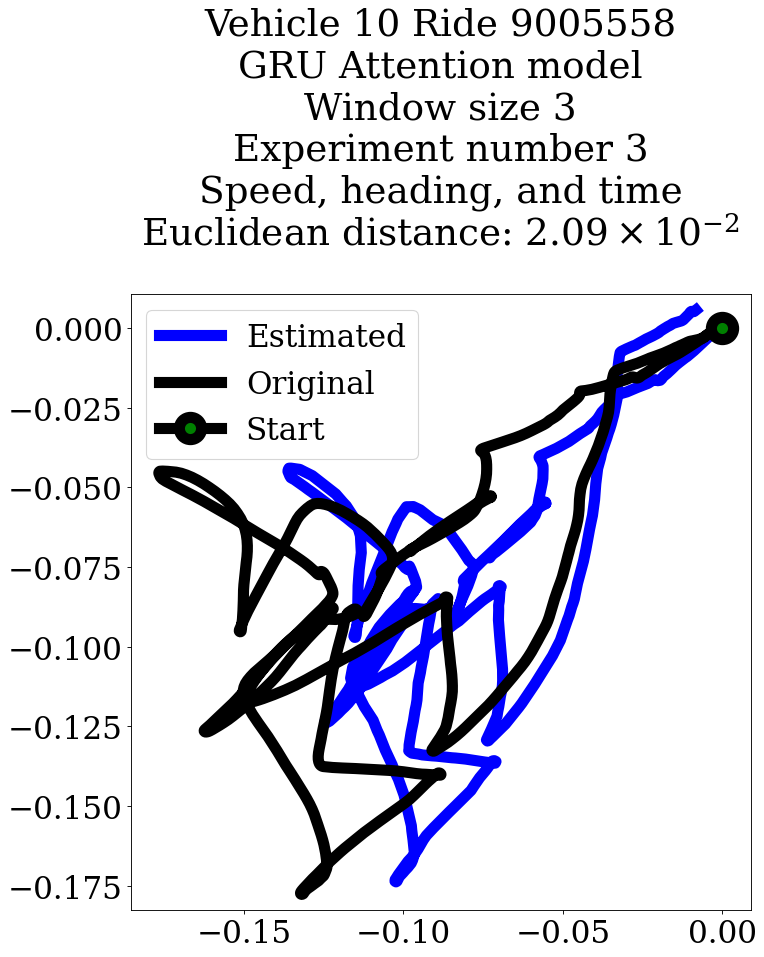 Vehicle 10 Ride 9005558
GRU Attention model
Window size 3
Experiment number 3
Speed, heading, and time
Euclidean distance: 2.09 × 10⁻²
Estimated
Original
Start
0.000
−0.025
−0.050
−0.075
−0.100
−0.125
−0.150
−0.175
−0.15
−0.10
−0.05
0.00